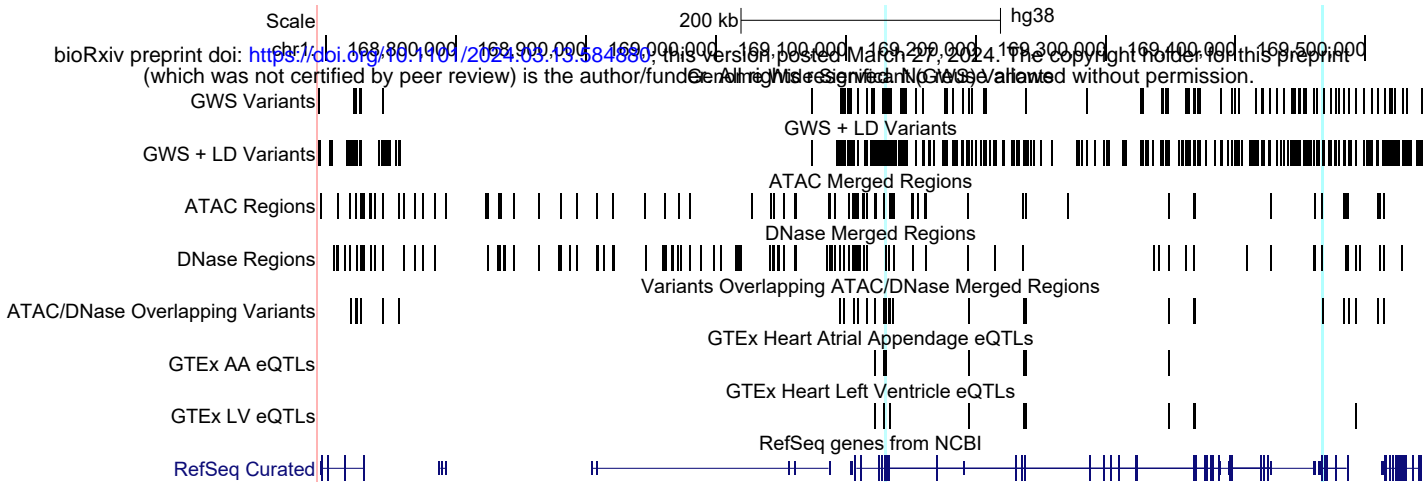 Scale 200 kb hg38
chr1: 168,800,000 168,900,000 169,000,000 169,100,000 169,200,000 169,300,000 169,400,000 169,500,000
bioRxiv preprint doi: https://doi.org/10.1101/2024.03.13.584880; this version posted March 27, 2024. The copyright holder for this preprint
(which was not certified by peer review) is the author/funder. All rights reserved. No reuse allowed without permission.
Genome Wide Significant (GWS) Variants
GWS Variants
GWS + LD Variants
GWS + LD Variants
ATAC Merged Regions
ATAC Regions
DNase Merged Regions
DNase Regions
Variants Overlapping ATAC/DNase Merged Regions
ATAC/DNase Overlapping Variants
GTEx Heart Atrial Appendage eQTLs
GTEx AA eQTLs
GTEx Heart Left Ventricle eQTLs
GTEx LV eQTLs
RefSeq genes from NCBI
RefSeq Curated